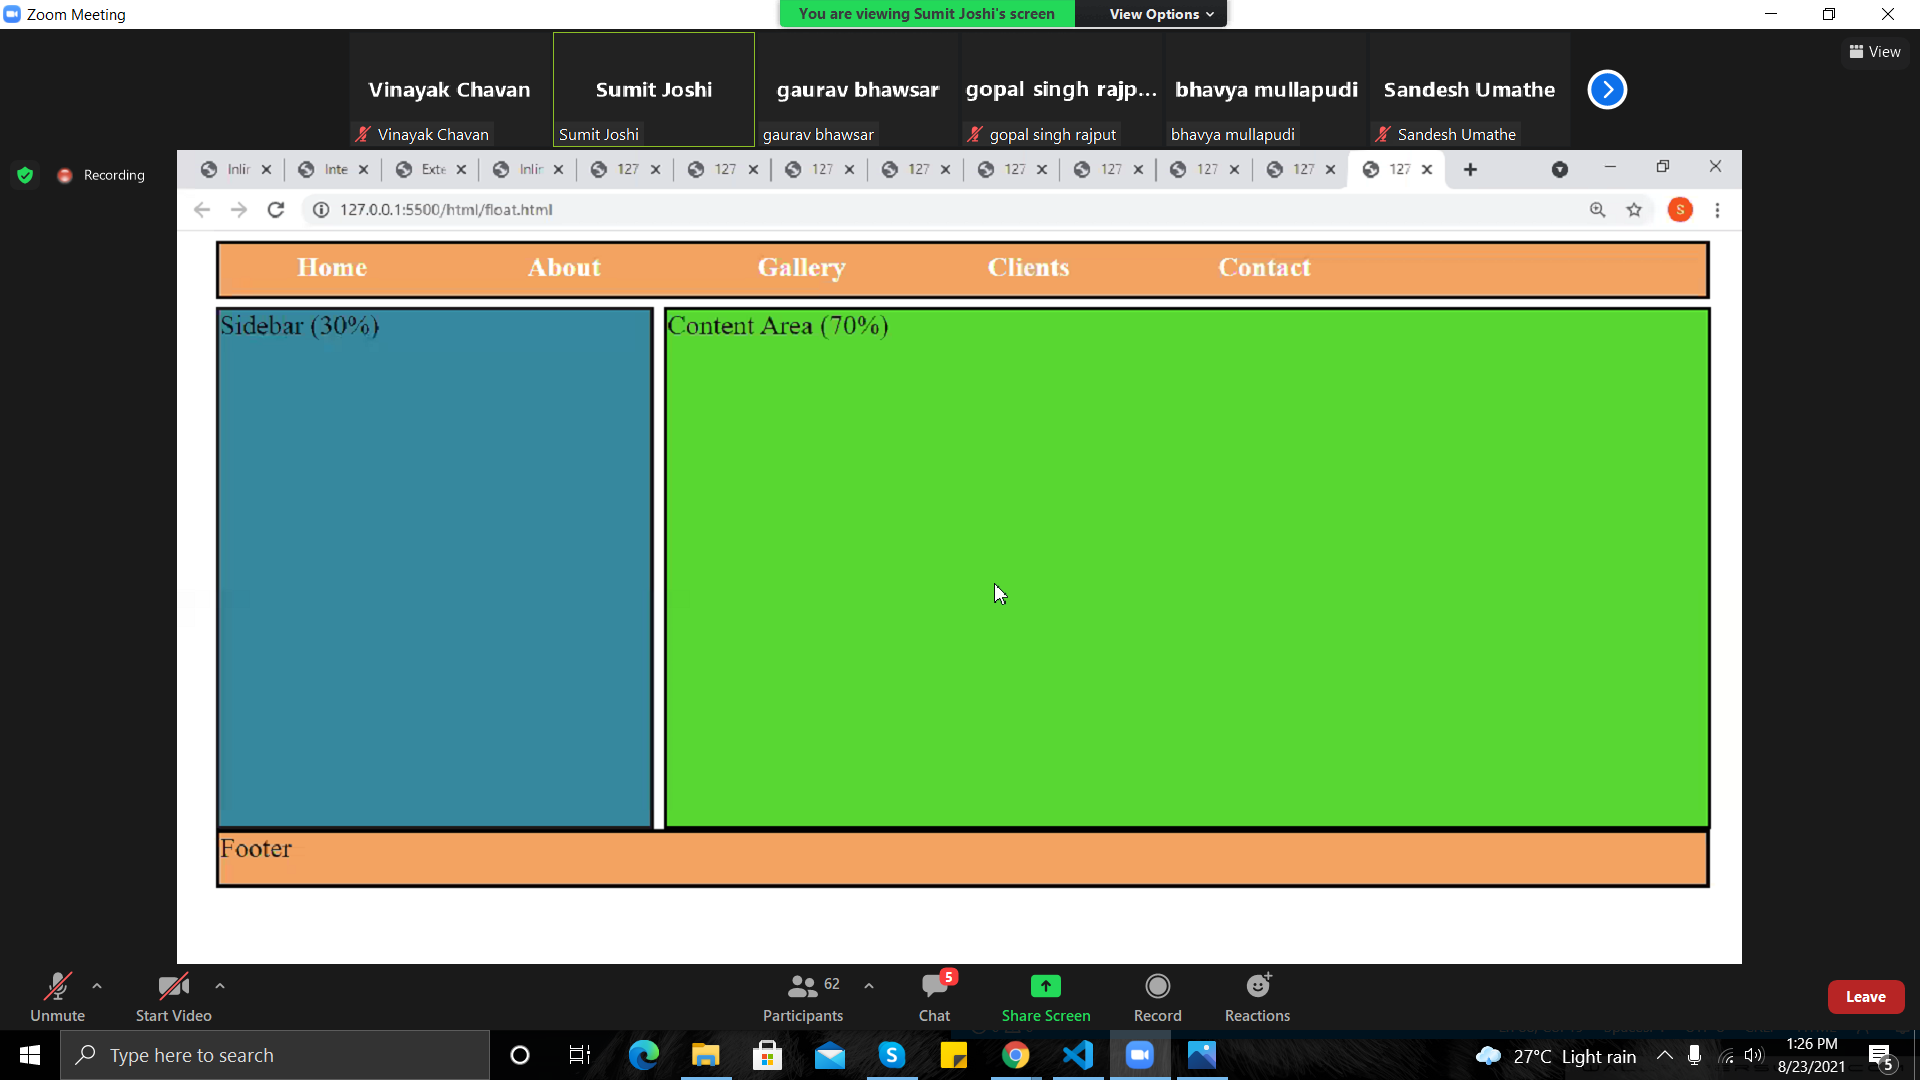 Zoom Meeting
You are viewing Sumit Joshi's screen
View Options
View
Vinayak Chavan
Sumit Joshi
gaurav bhawsar
gopal singh rajp...
bhavya mullapudi
Sandesh Umathe
Vinayak Chavan
Sumit Joshi
gaurav bhawsar
gopal singh rajput
bhavya mullapudi
Sandesh Umathe
Recording
Inlir
Inte
Exte
Inlir
127
127
127
127
127
127
127
127
127
127.0.0.1:5500/html/float.html
S
Home
About
Gallery
Clients
Contact
Sidebar (30%)
Content Area (70%)
Footer
Unmute
Start Video
62
Participants
5
Chat
Share Screen
Record
Reactions
Leave
Type here to search
27°C Light rain
1:26 PM
8/23/2021
5